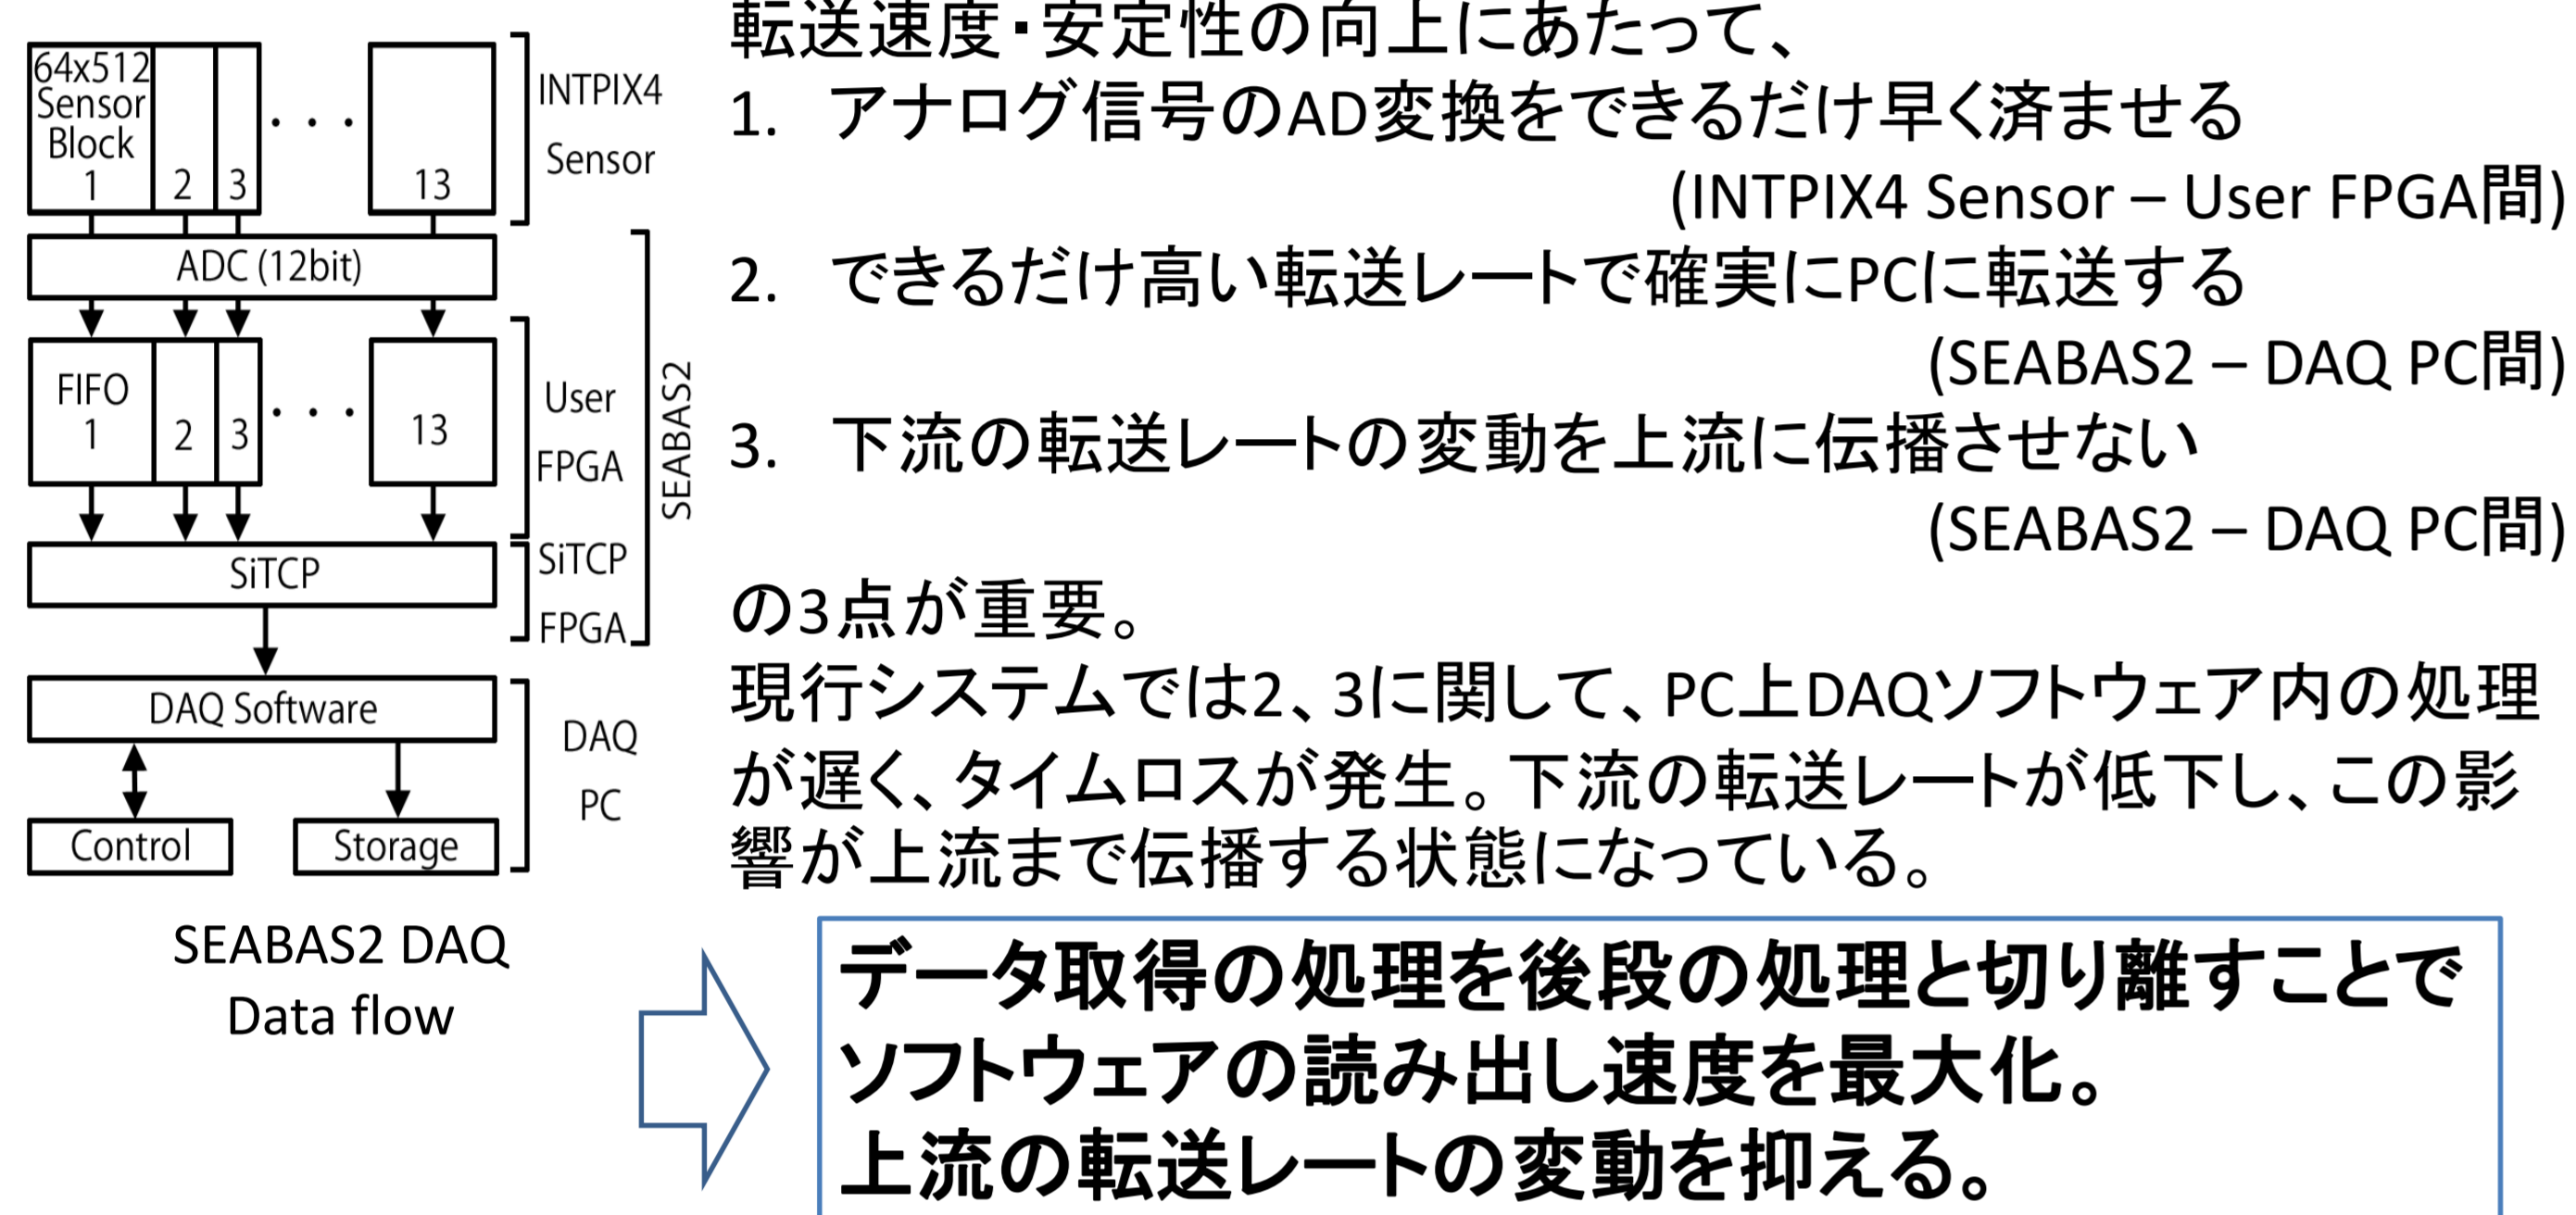 64x512
Sensor
Block
1
2
3
・・・
13
INTPIX4
Sensor
ADC (12bit)
FIFO
1
2
3
・・・
13
User
FPGA
SiTCP
SiTCP
FPGA
SEABAS2
DAQ Software
Control
Storage
DAQ
PC
SEABAS2 DAQ
Data flow
転送速度・安定性の向上にあたって、
1. アナログ信号のAD変換をできるだけ早く済ませる
(INTPIX4 Sensor – User FPGA間)
2. できるだけ高い転送レートで確実にPCに転送する
(SEABAS2 – DAQ PC間)
3. 下流の転送レートの変動を上流に伝播させない
(SEABAS2 – DAQ PC間)
の3点が重要。
現行システムでは2、3に関して、PC上DAQソフトウェア内の処理
が遅く、タイムロスが発生。下流の転送レートが低下し、この影
響が上流まで伝播する状態になっている。
データ取得の処理を後段の処理と切り離すことで
ソフトウェアの読み出し速度を最大化。
上流の転送レートの変動を抑える。